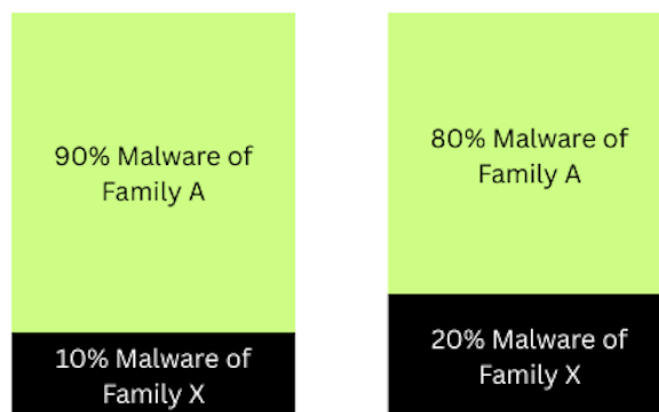 90% Malware of
Family A
10% Malware of
Family X
80% Malware of
Family A
20% Malware of
Family X